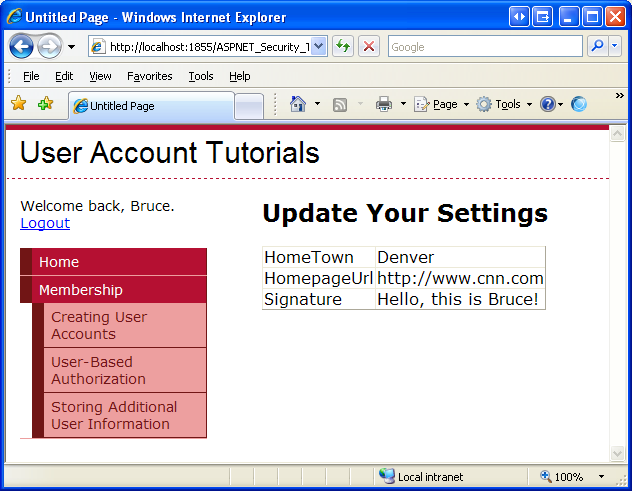 Untitled Page - Windows Internet Explorer
http://localhost:1855/ASPNET_Security_T
Google
File Edit View Favorites Tools Help
Untitled Page
Page Tools
User Account Tutorials
Welcome back, Bruce.
Logout
Home
Membership
Creating User
Accounts
User-Based
Authorization
Storing Additional
User Information
Update Your Settings
HomeTown Denver
HomepageUrl http://www.cnn.com
Signature Hello, this is Bruce!
Local intranet
100%